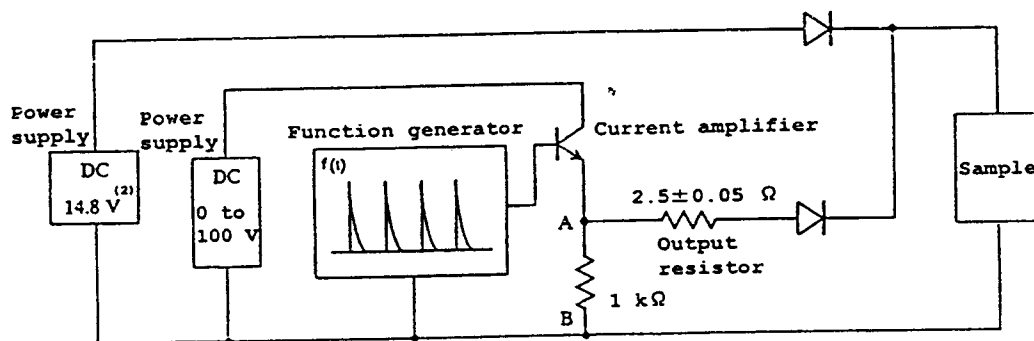 Power
supply
DC
14.8 V (2)
Power
supply
DC
0 to
100 V
Function generator
f(t)
Current amplifier
A
2.5±0.05 Ω
Output
resistor
1 kΩ
B
Sample